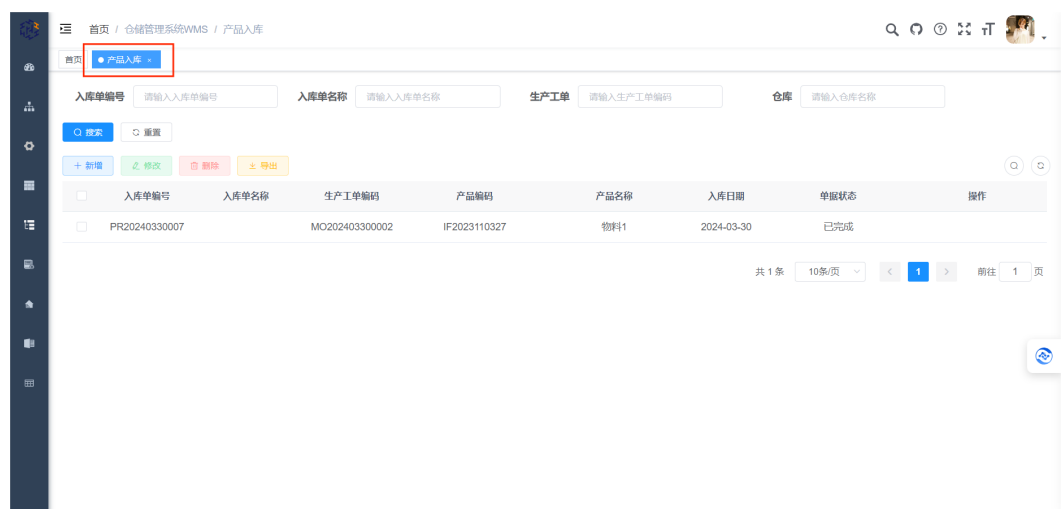 首页 / 仓储管理系统WMS / 产品入库
首页 产品入库 ×
入库单编号 请输入入库单编号 入库单名称 请输入入库单名称 生产工单 请输入生产工单编码 仓库 请输入仓库名称
搜索 重置
+ 新增 修改 删除 导出
入库单编号 入库单名称 生产工单编码 产品编码 产品名称 入库日期 单据状态 操作
PR20240330007 MO202403300002 IF2023110327 物料1 2024-03-30 已完成
共 1 条 10条/页 < 1 > 前往 1 页